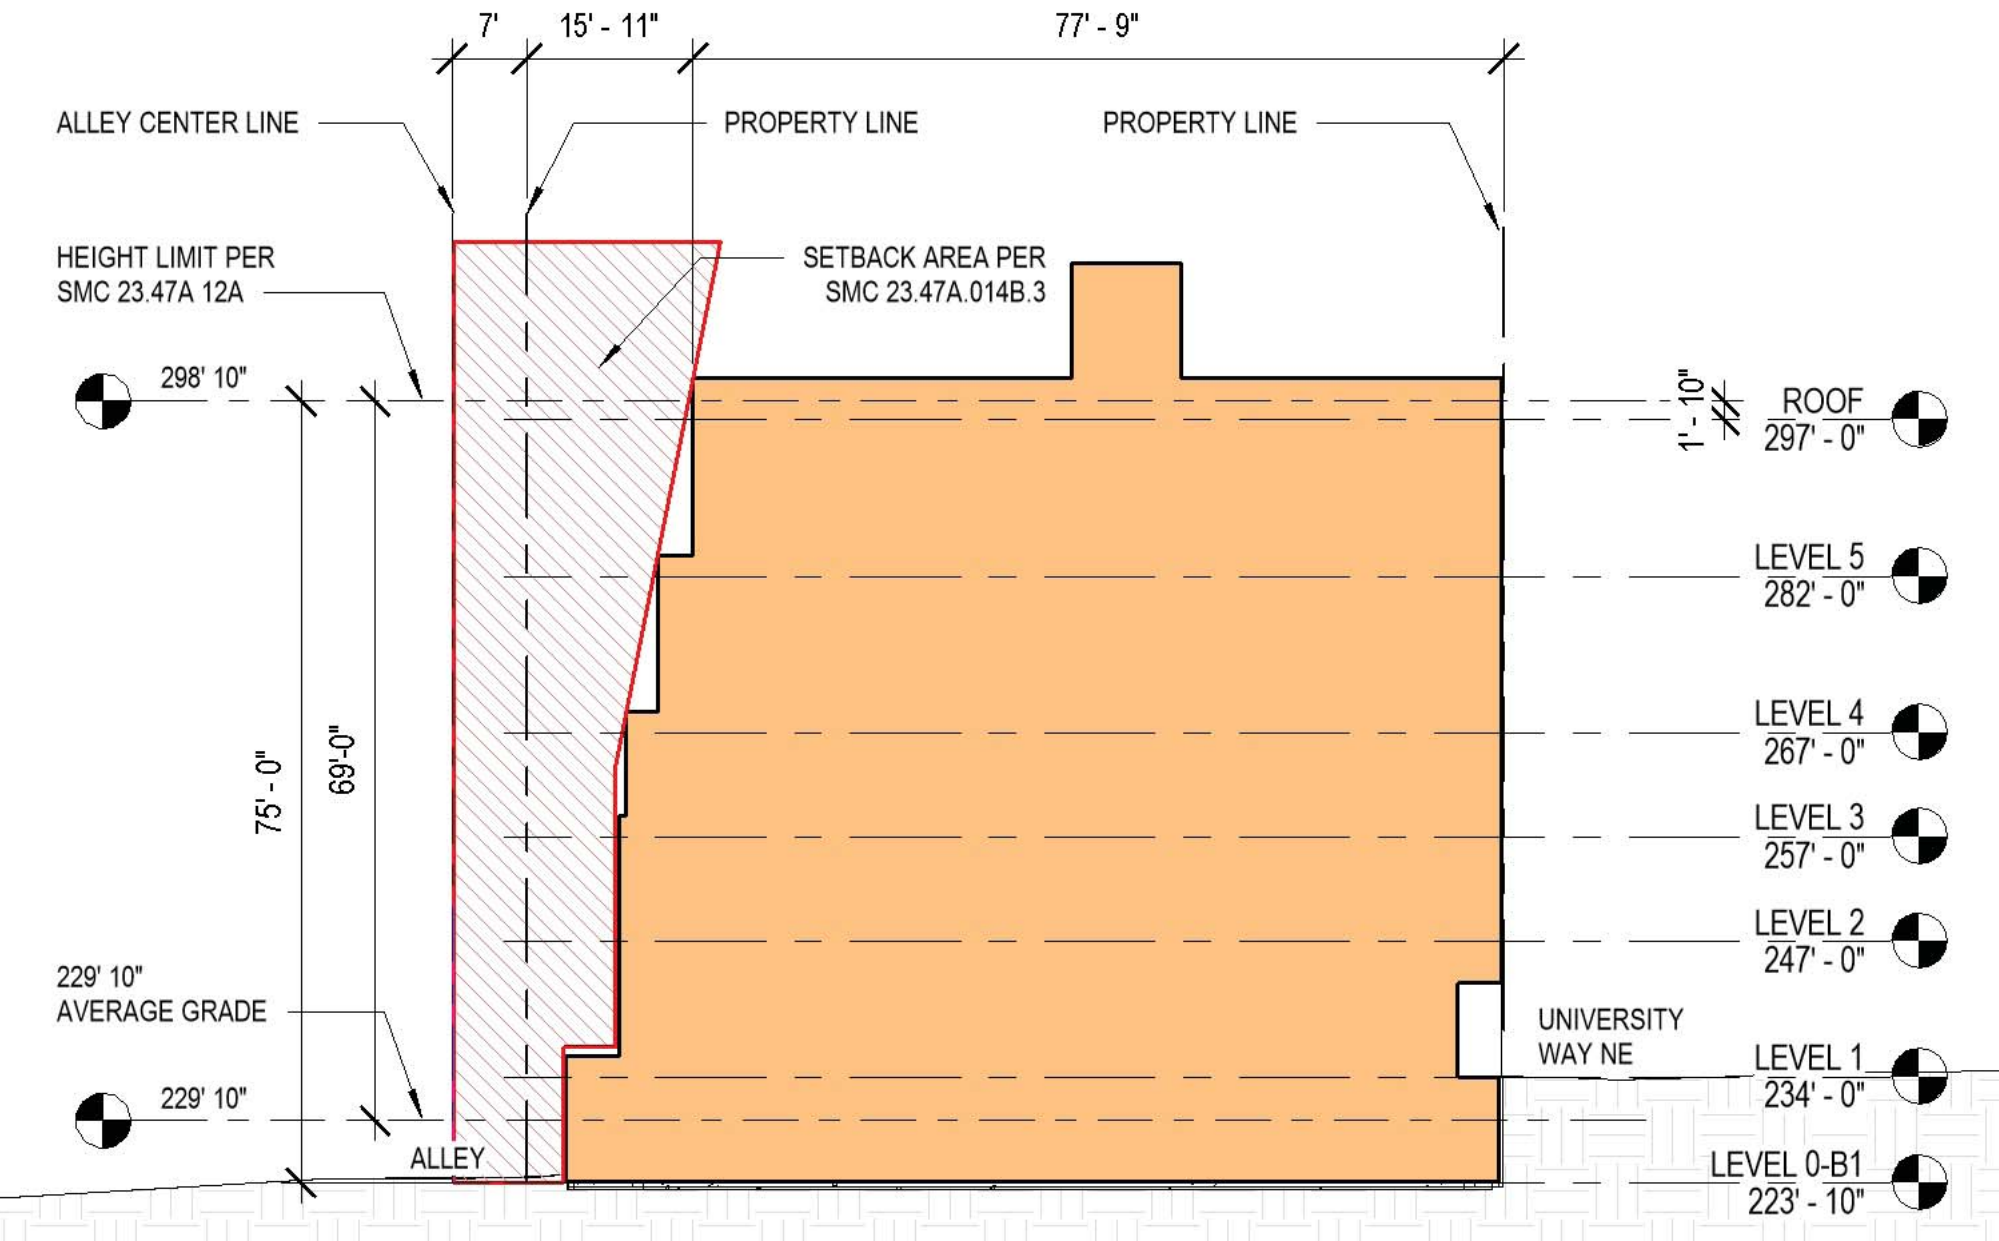 7' 15' - 11" 77' - 9"
ALLEY CENTER LINE
PROPERTY LINE
PROPERTY LINE
HEIGHT LIMIT PER
SMC 23.47A 12A
SETBACK AREA PER
SMC 23.47A.014B.3
298' 10"
1' - 10"
ROOF
297' - 0"
LEVEL 5
282' - 0"
LEVEL 4
267' - 0"
75' - 0"
69'-0"
LEVEL 3
257' - 0"
LEVEL 2
247' - 0"
229' 10"
AVERAGE GRADE
UNIVERSITY
WAY NE
LEVEL 1
234' - 0"
229' 10"
ALLEY
LEVEL 0-B1
223' - 10"